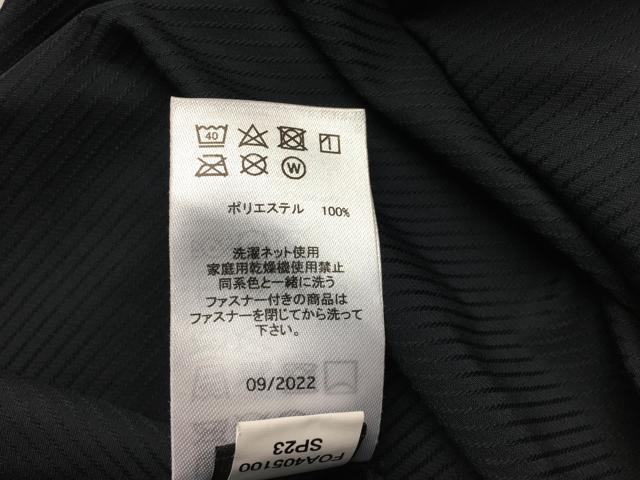 40
W
ポリエステル 100%
洗濯ネット使用
家庭用乾燥機使用禁止
同系色と一緒に洗う
ファスナー付きの商品は
ファスナーを閉じてから洗って
下さい。
09/2022
FOA405100
SP23